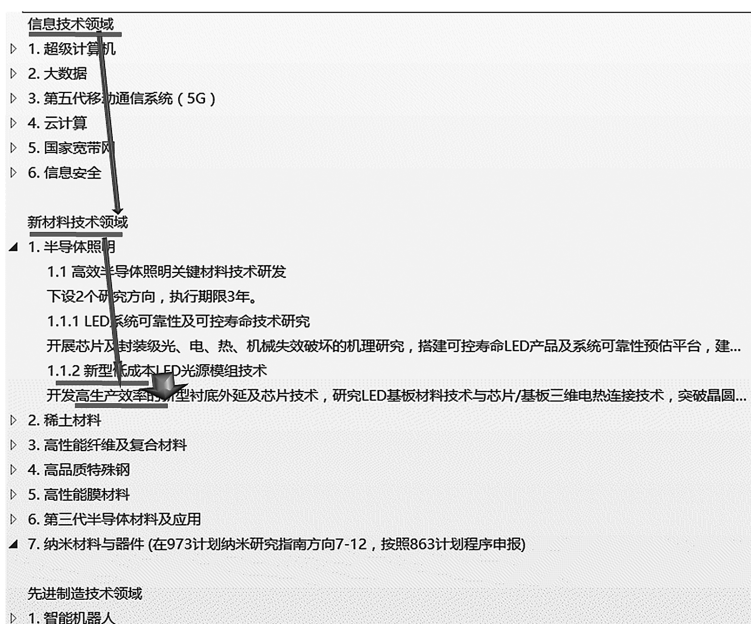 信息技术领域
1. 超级计算机
2. 大数据
3. 第五代移动通信系统（5G）
4. 云计算
5. 国家宽带网
6. 信息安全
新材料技术领域
1. 半导体照明
1.1 高效半导体照明关键材料技术研发
下设2个研究方向，执行期限3年。
1.1.1 LED系统可靠性及可控寿命技术研究
开展芯片及封装级光、电、热、机械失效破坏的机理研究，搭建可控寿命LED产品及系统可靠性预估平台，建...
1.1.2 新型低成本LED光源模组技术
开发高生产效率的新型衬底外延及芯片技术，研究LED基板材料技术与芯片/基板三维电热连接技术，突破晶圆...
2. 稀土材料
3. 高性能纤维及复合材料
4. 高品质特殊钢
5. 高性能膜材料
6. 第三代半导体材料及应用
7. 纳米材料与器件 (在973计划纳米研究指南方向7-12，按照863计划程序申报)
先进制造技术领域
1. 智能机器人